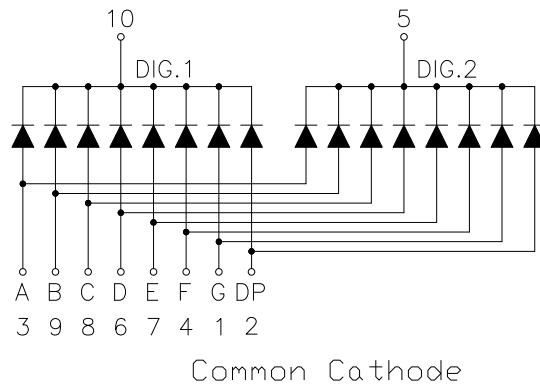 10 5
DIG.1 DIG.2
A B C D E F G DP
3 9 8 6 7 4 1 2
Common Cathode